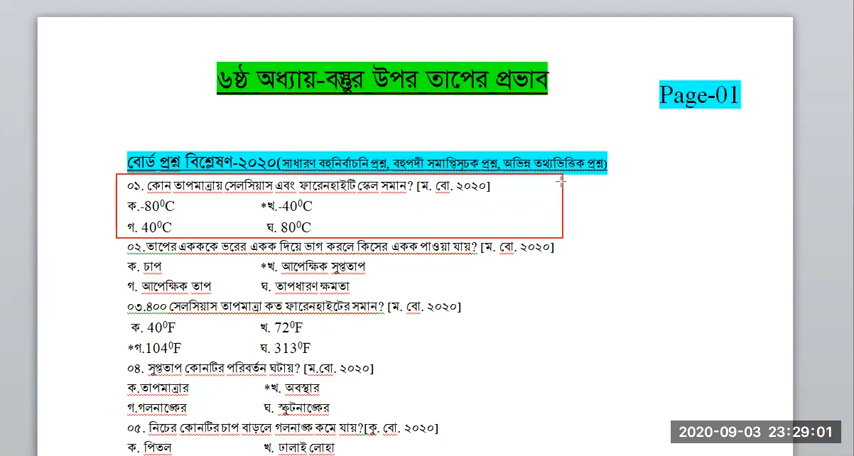 ৬ষ্ঠ অধ্যায়-বস্তুর উপর তাপের প্রভাব
Page-01
বোর্ড প্রশ্ন বিশ্লেষণ-২০২০(সাধারণ বহুনির্বাচনি প্রশ্ন, বহুপদী সমাপ্তিসূচক প্রশ্ন, অভিন্ন তথ্যভিত্তিক প্রশ্ন)
০১. কোন তাপমাত্রায় সেলসিয়াস এবং ফারেনহাইটি স্কেল সমান? [ম. বো. ২০২০]
ক.-80⁰C *খ.-40⁰C
গ. 40⁰C ঘ. 80⁰C
০২.তাপের একককে ভরের একক দিয়ে ভাগ করলে কিসের একক পাওয়া যায়? [ম. বো. ২০২০]
ক. চাপ *খ. আপেক্ষিক সুপ্ততাপ
গ. আপেক্ষিক তাপ ঘ. তাপধারণ ক্ষমতা
০৩.৪০০ সেলসিয়াস তাপমাত্রা কত ফারেনহাইটের সমান? [ম. বো. ২০২০]
ক. 40⁰F খ. 72⁰F
*গ.104⁰F ঘ. 313⁰F
০৪. সুপ্ততাপ কোনটির পরিবর্তন ঘটায়? [ম.বো. ২০২০]
ক.তাপমাত্রার *খ. অবস্থার
গ.গলনাঙ্কের ঘ. স্ফুটনাঙ্কের
০৫. নিচের কোনটির চাপ বাড়লে গলনাঙ্ক কমে যায়?[কু. বো. ২০২০]
ক. পিতল খ. ঢালাই লোহা
2020-09-03 23:29:01